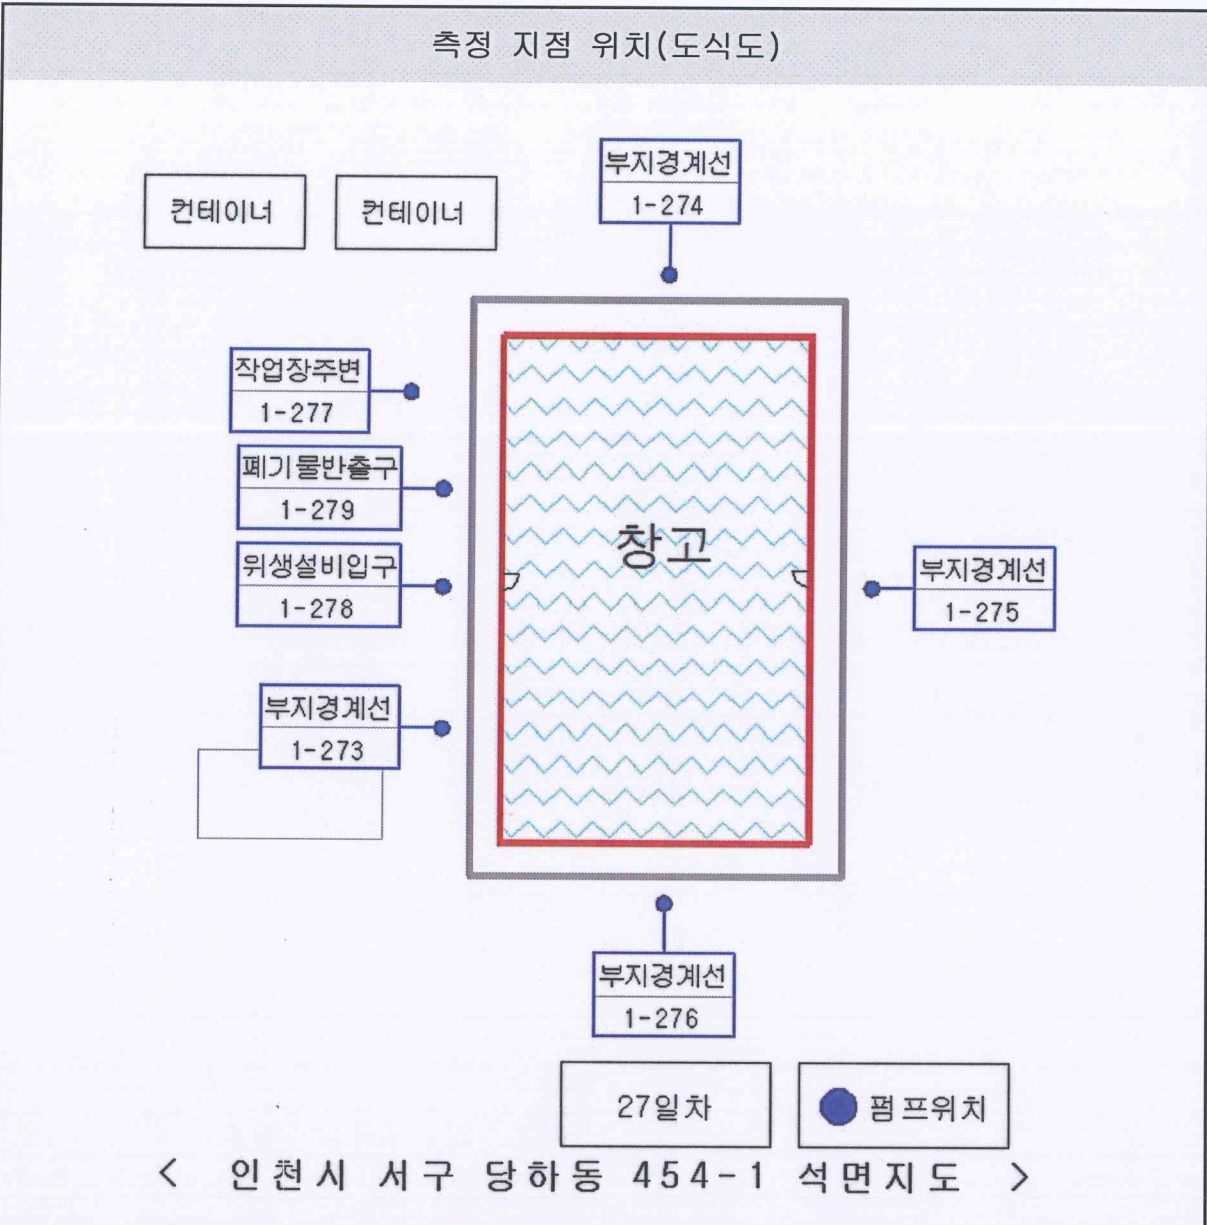 측정 지점 위치(도식도)
부지경계선
1-274
컨테이너
컨테이너
작업장주변
1-277
폐기물반출구
1-279
창고
위생설비입구
1-278
부지경계선
1-275
부지경계선
1-273
부지경계선
1-276
27일차
펌프위치
< 인천시 서구 당하동 454-1 석면지도 >